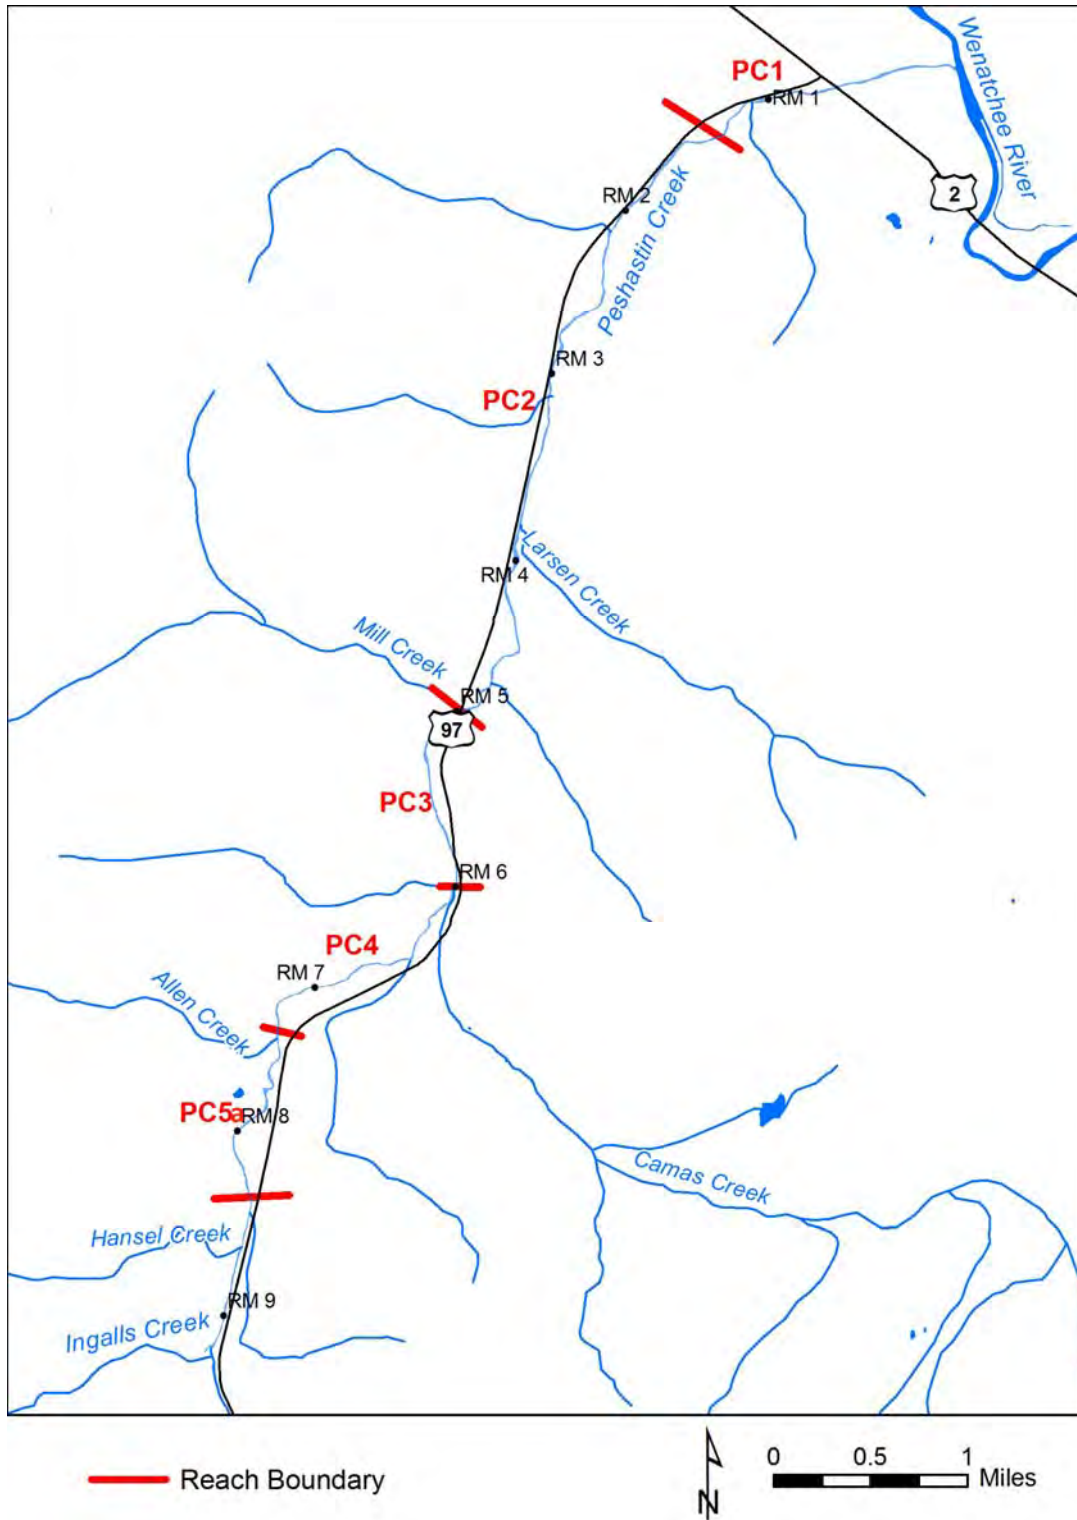 Wenatchee River
PC1
RM 1
2
RM 2
Peshastin Creek
RM 3
PC2
Larsen Creek
RM 4
Mill Creek
RM 5
97
PC3
RM 6
PC4
RM 7
Allen Creek
PC5a
RM 8
Camas Creek
Hansel Creek
RM 9
Ingalls Creek
Reach Boundary
N
0 0.5 1
Miles